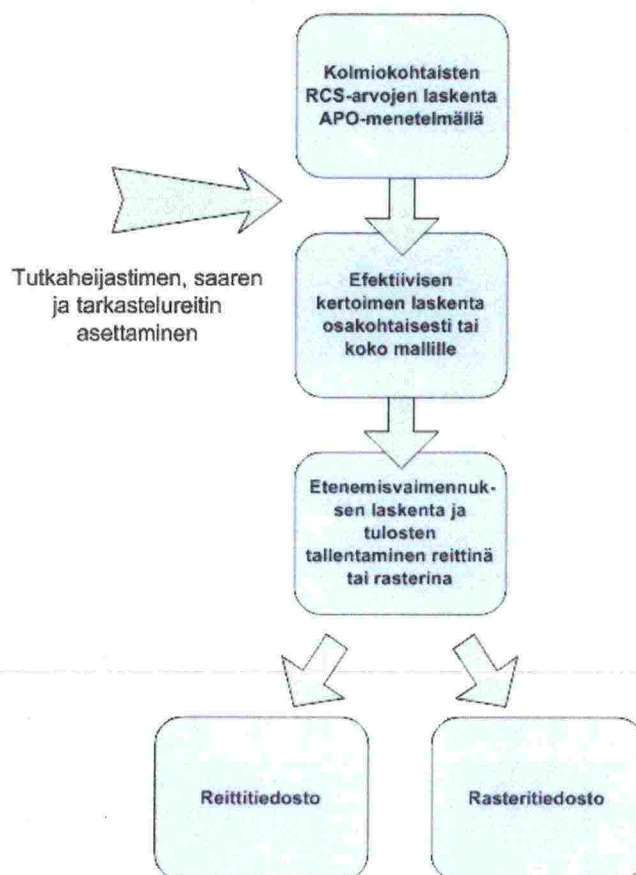 Kolmiokohtaisten
RCS-arvojen laskenta
APO-menetelmällä
Tutkaheijastimen, saaren
ja tarkastelureitin
asettaminen
Efektiivisen
kertoimen laskenta
osakohtaisesti tai
koko mallille
Etenemisvaimennuk-
sen laskenta ja
tulosten
tallentaminen reittinä
tai rasterina
Reittitiedosto
Rasteritiedosto